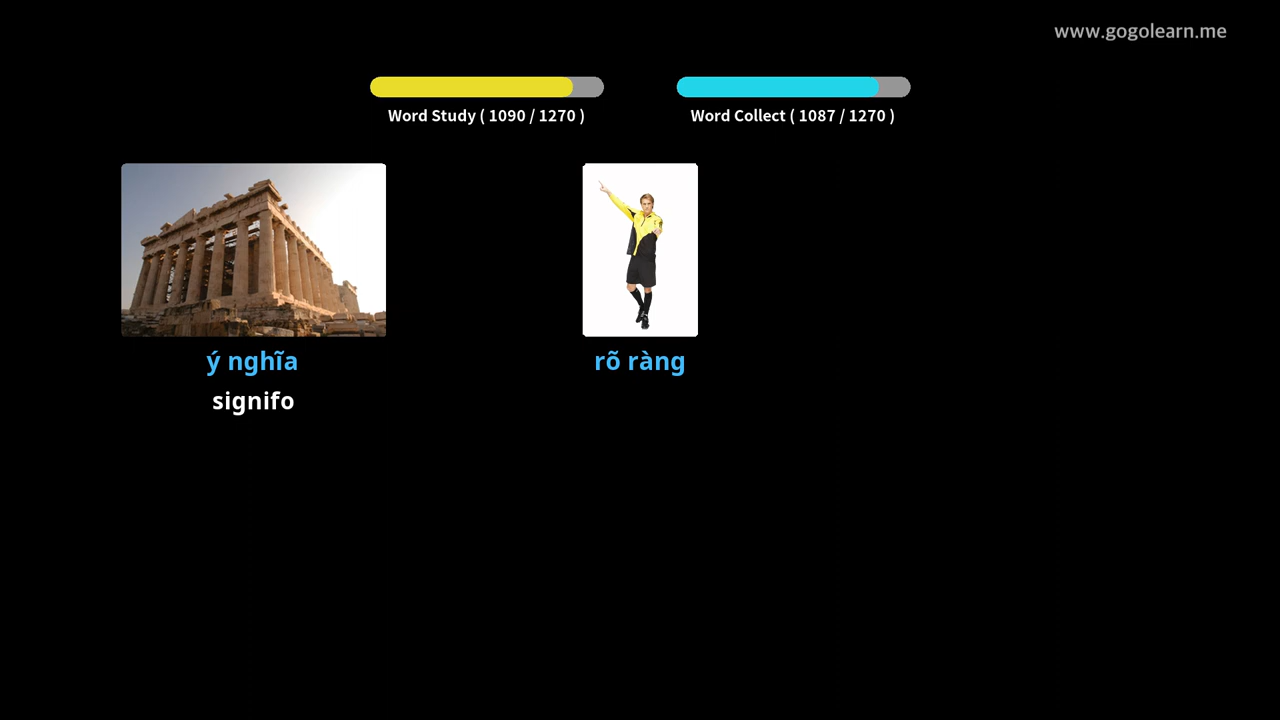 www.gogolearn.me
Word Study ( 1090 / 1270 )
Word Collect ( 1087 / 1270 )
ý nghĩa
signifo
rõ ràng